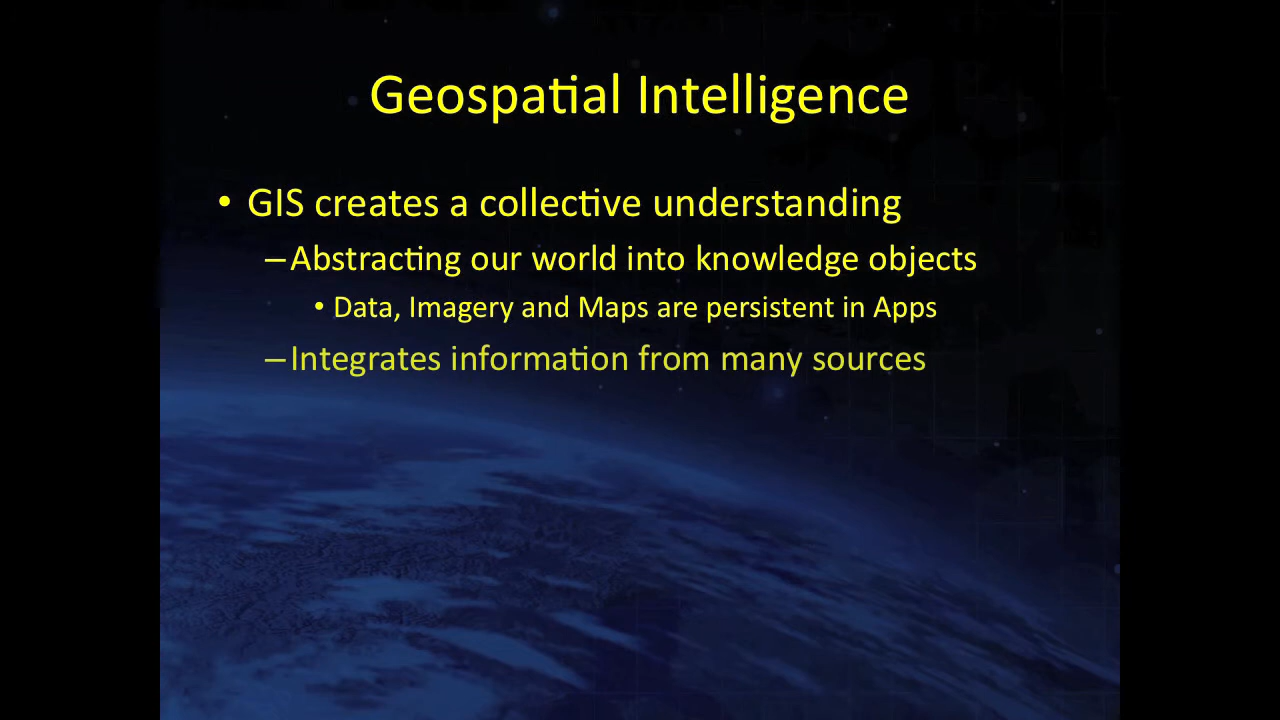 Geospatial Intelligence
• GIS creates a collective understanding
–Abstracting our world into knowledge objects
• Data, Imagery and Maps are persistent in Apps
–Integrates information from many sources